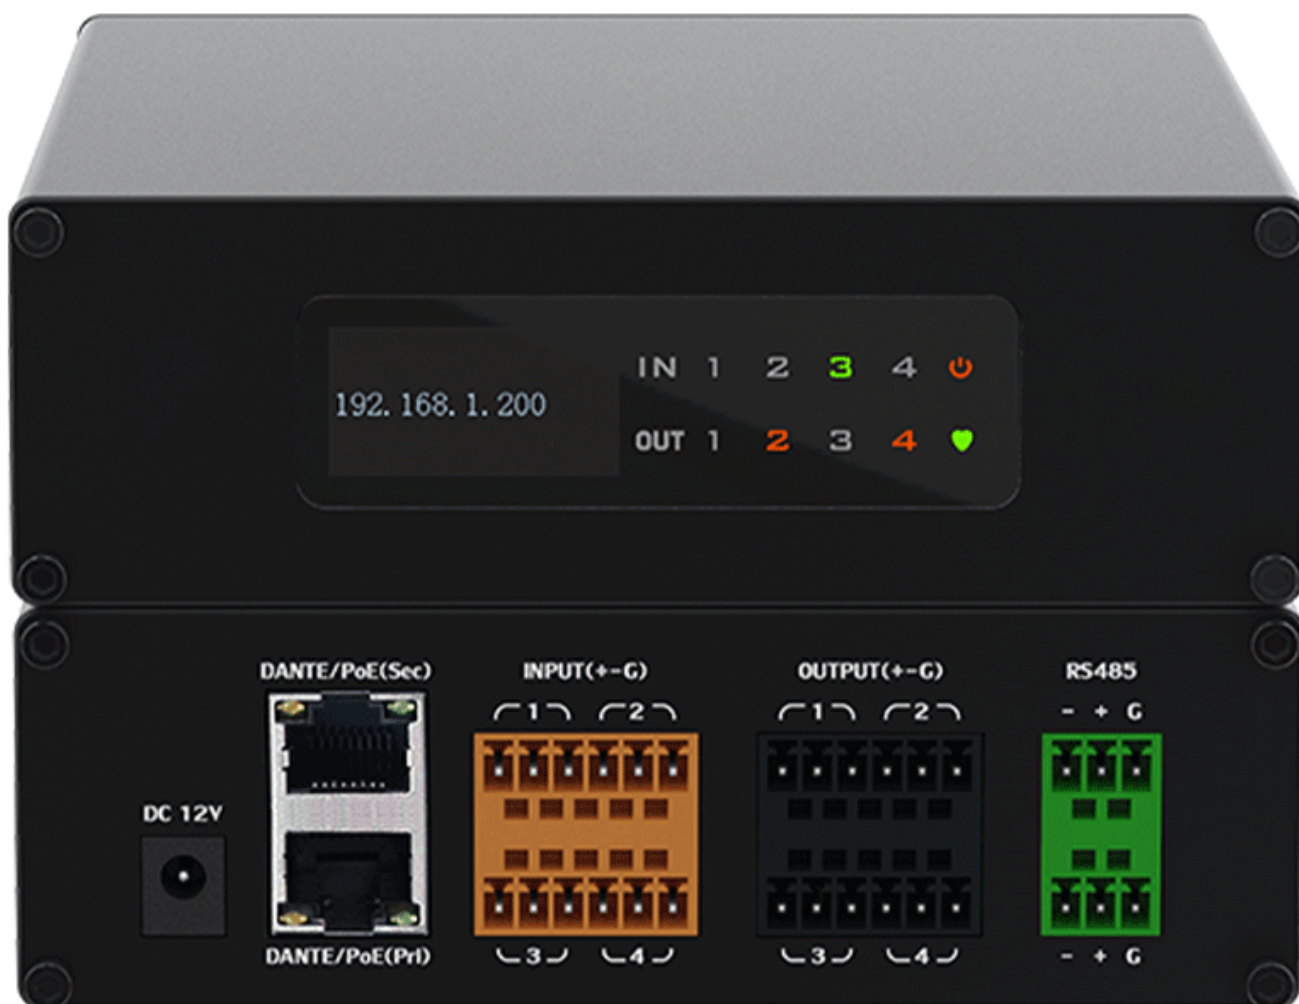 192.168.1.200
IN 1 2 3 4
OUT 1 2 3 4
DANTE/PoE(Sec)
INPUT(+-G)
OUTPUT(+-G)
RS485
1 2
1 2
- + G
DC 12V
DANTE/PoE(Pri)
3 4
3 4
- + G